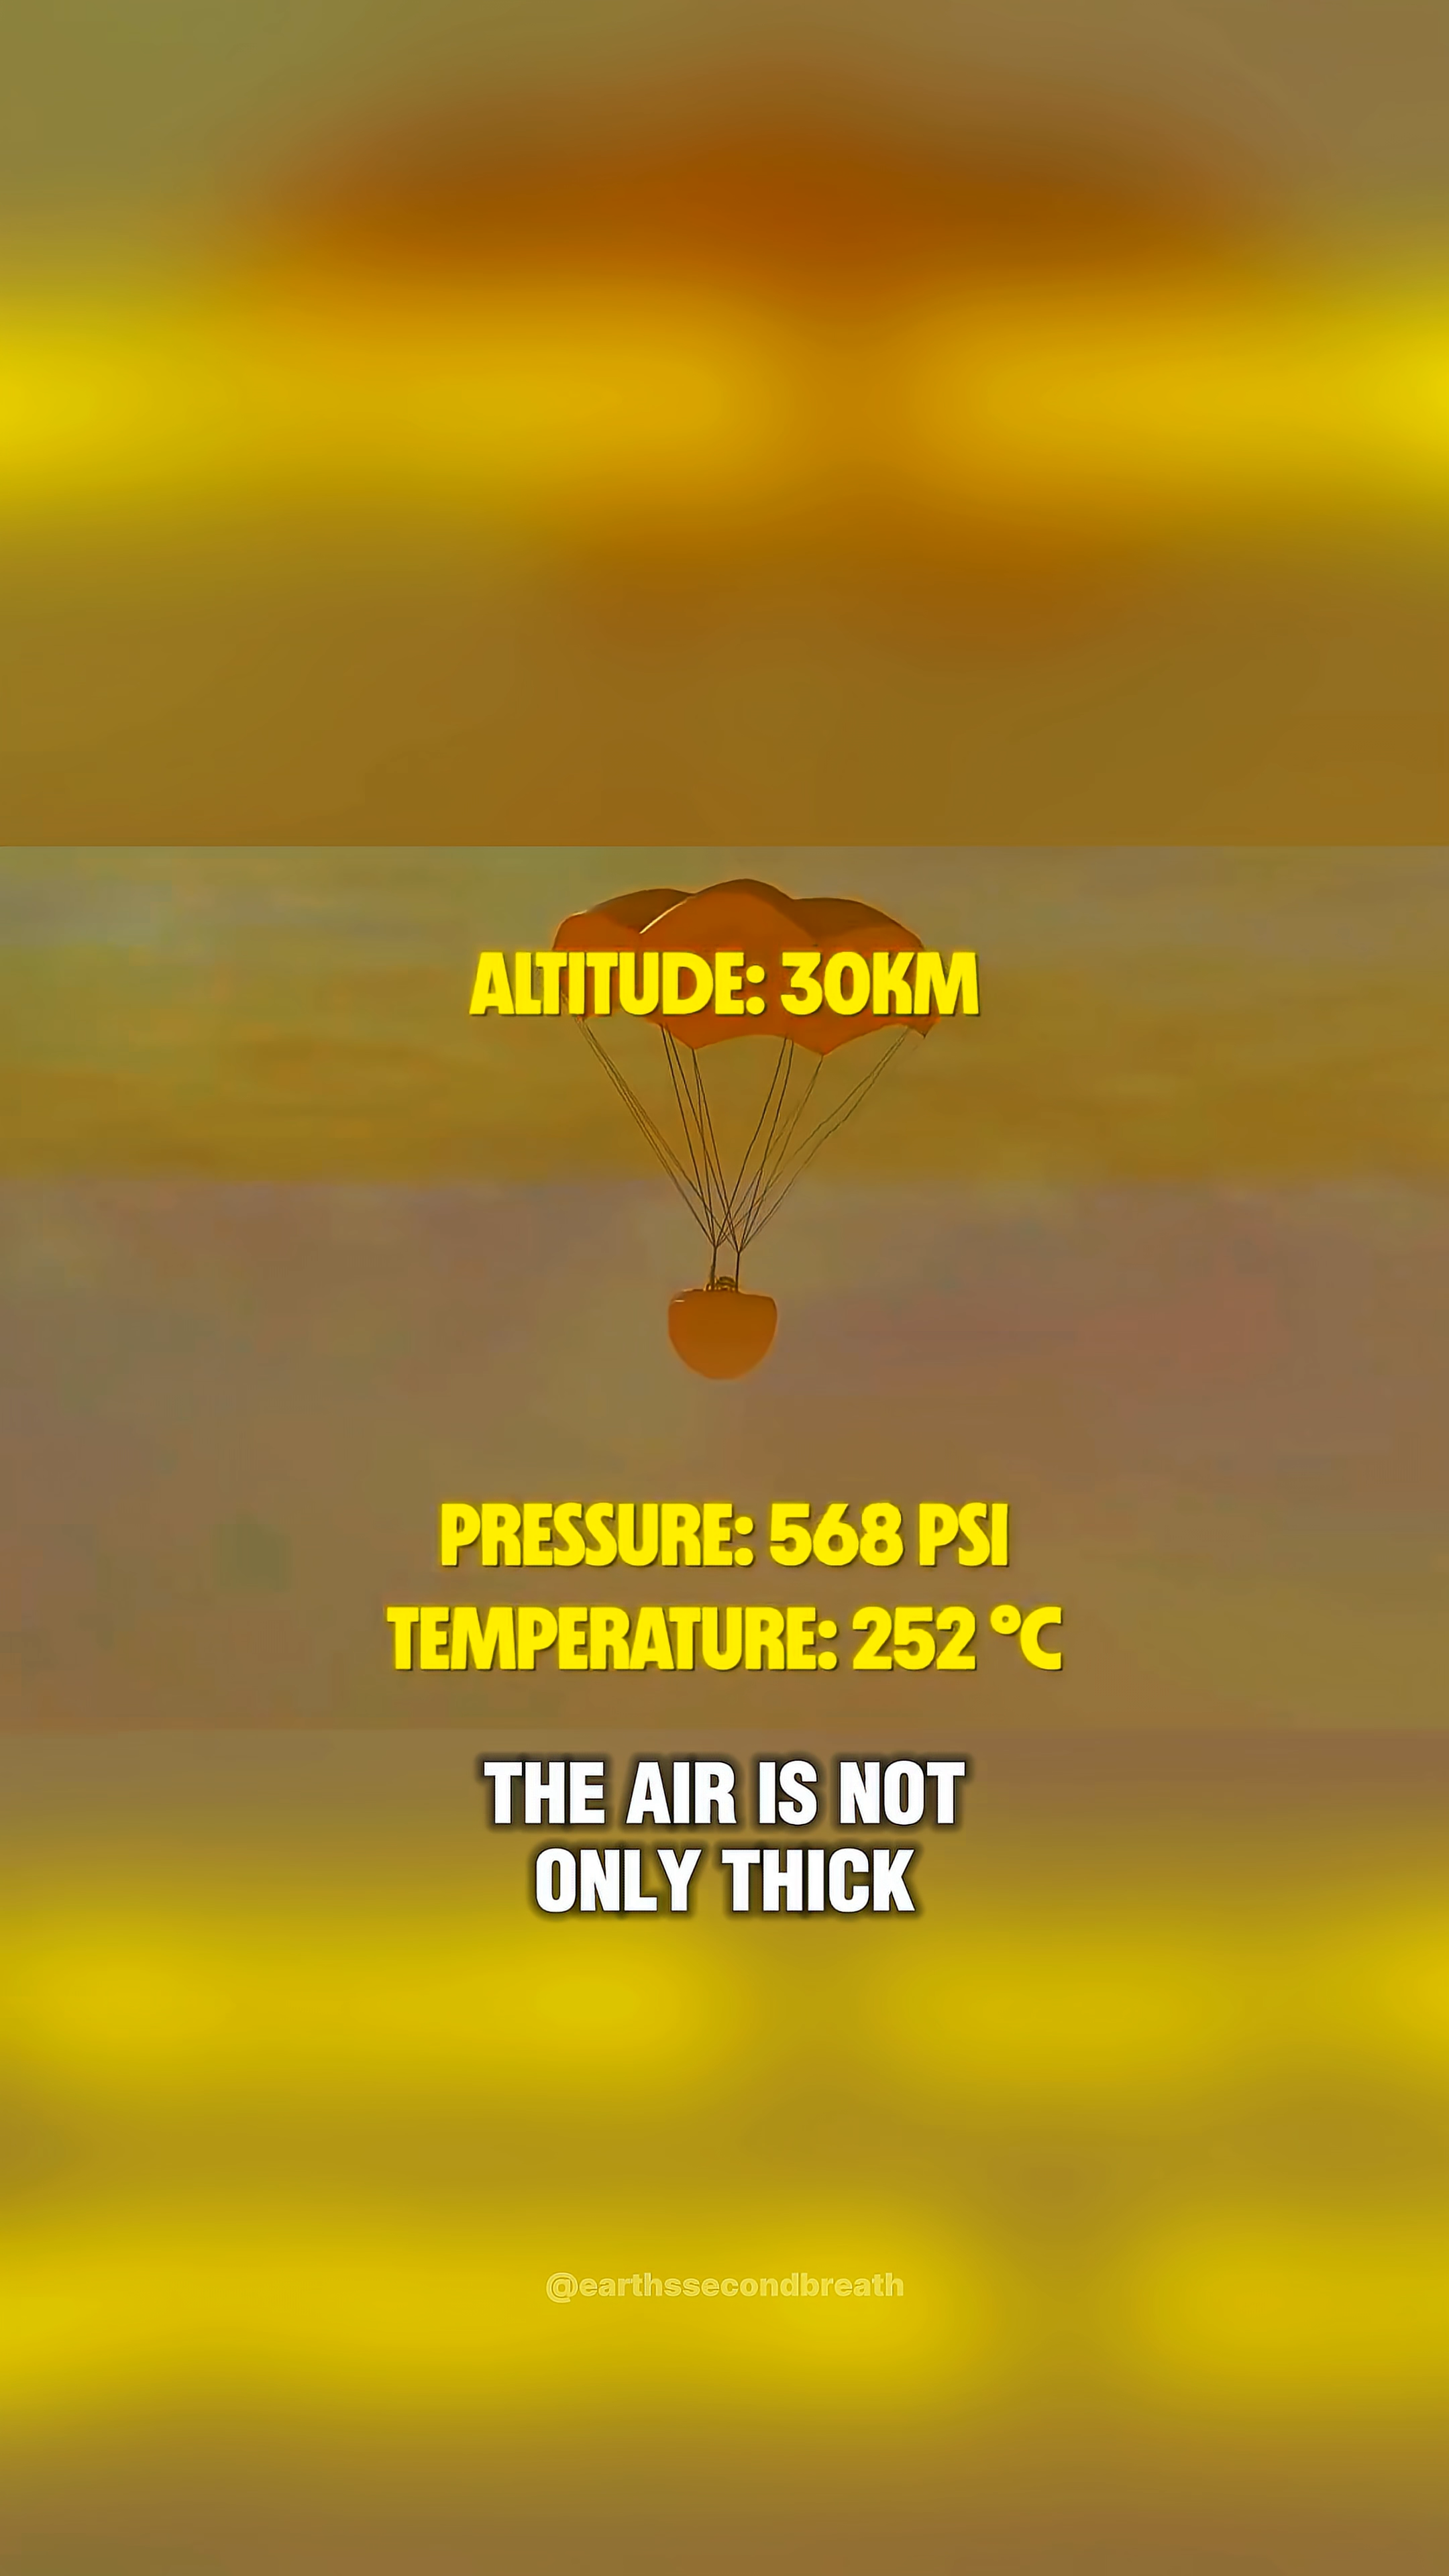 ALTITUDE: 30KM
PRESSURE: 568 PSI
TEMPERATURE: 252 °C
THE AIR IS NOT
ONLY THICK
@earthssecondbreath